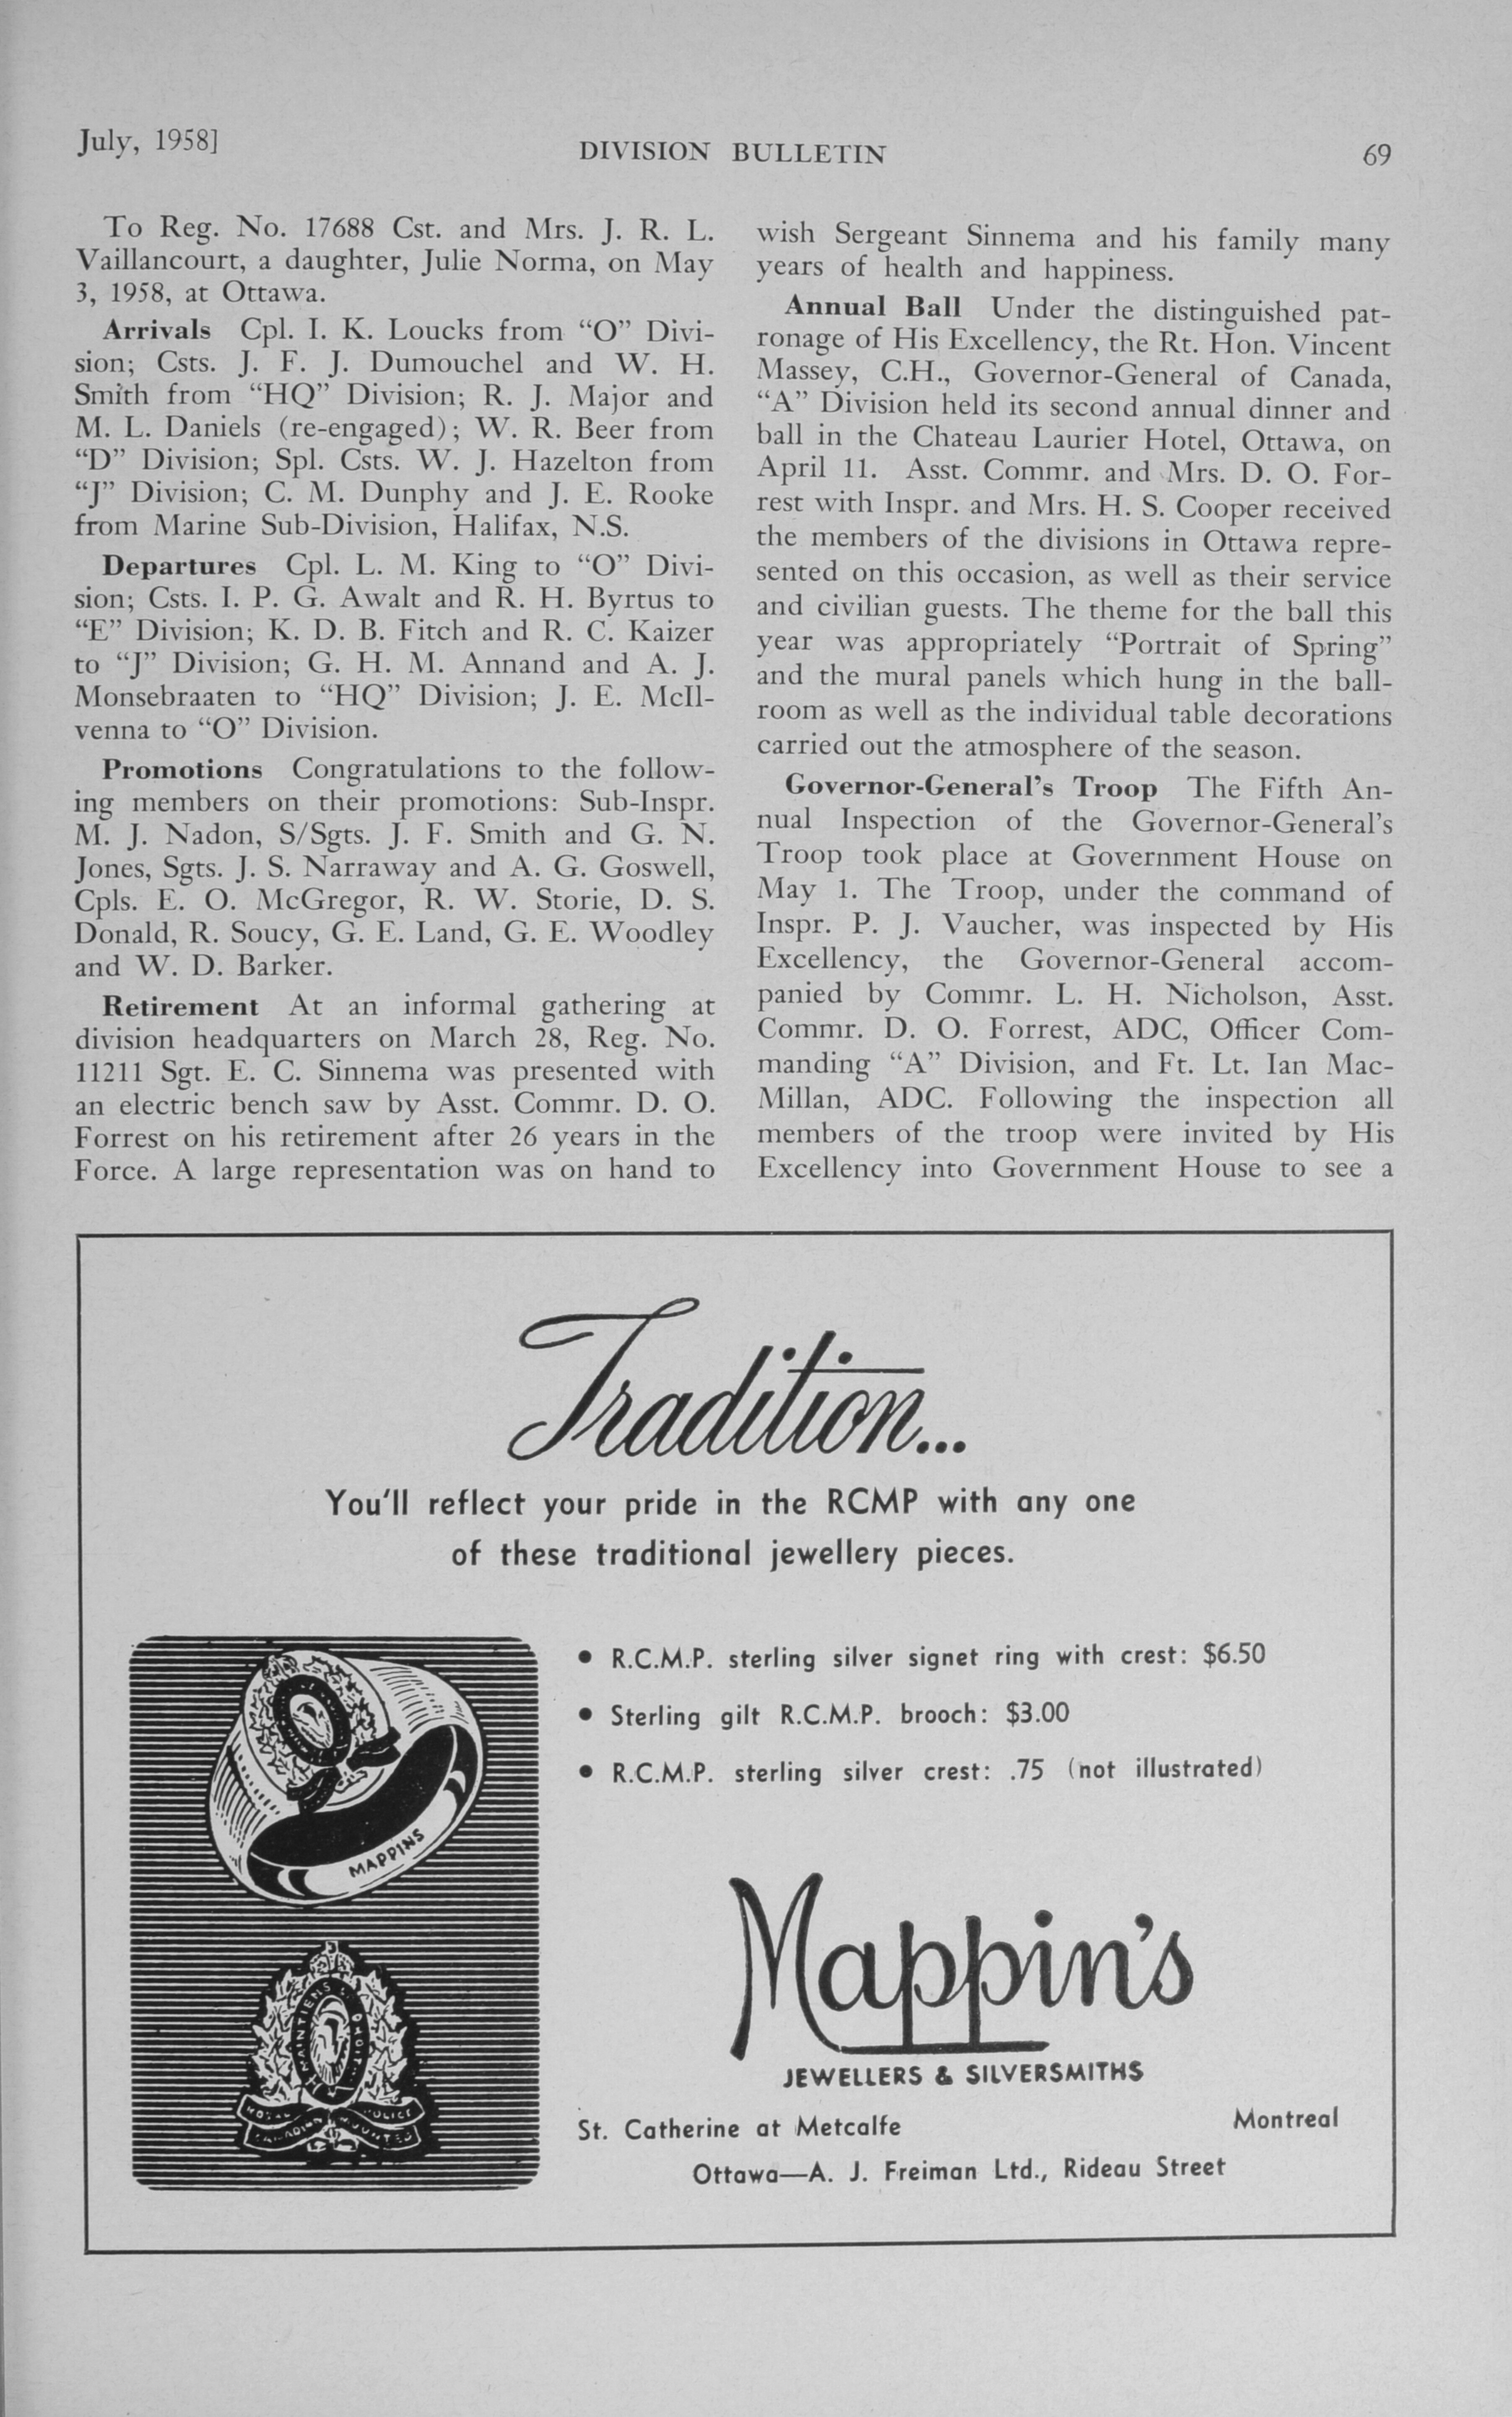 July, 1958]
DIVISION BULLETIN
69
To Reg. No. 17688 Cst. and Mrs. J. R. L.
Vaillancourt, a daughter, Julie Norma, on May
3, 1958, at Ottawa.
Arrivals Cpl. I. K. Loucks from “O” Divi-
sion; Csts. J. F. J. Dumouchel and W. H.
Smith from “HQ” Division; R. J. Major and
M. L. Daniels (re-engaged); W. R. Beer from
“D” Division; Spl. Csts. W. J. Hazelton from
“J” Division; C. M. Dunphy and J. E. Rooke
from Marine Sub-Division, Halifax, N.S.
Departures Cpl. L. M. King to “O” Divi-
sion; Csts. I. P. G. Awalt and R. H. Byrtus to
“E” Division; K. D. B. Fitch and R. C. Kaizer
to “J” Division; G. H. M. Annand and A. J.
Monsebraaten to “HQ” Division; J. E. McIl-
venna to “O” Division.
Promotions Congratulations to the follow-
ing members on their promotions: Sub-Inspr.
M. J. Nadon, S/Sgts. J. F. Smith and G. N.
Jones, Sgts. J. S. Narraway and A. G. Goswell,
Cpls. E. O. McGregor, R. W. Storie, D. S.
Donald, R. Soucy, G. E. Land, G. E. Woodley
and W. D. Barker.
Retirement At an informal gathering at
division headquarters on March 28, Reg. No.
11211 Sgt. E. C. Sinnema was presented with
an electric bench saw by Asst. Commr. D. O.
Forrest on his retirement after 26 years in the
Force. A large representation was on hand to
wish Sergeant Sinnema and his family many
years of health and happiness.
Annual Ball Under the distinguished pat-
ronage of His Excellency, the Rt. Hon. Vincent
Massey, C.H., Governor-General of Canada,
“A” Division held its second annual dinner and
ball in the Chateau Laurier Hotel, Ottawa, on
April 11. Asst. Commr. and Mrs. D. O. For-
rest with Inspr. and Mrs. H. S. Cooper received
the members of the divisions in Ottawa repre-
sented on this occasion, as well as their service
and civilian guests. The theme for the ball this
year was appropriately “Portrait of Spring”
and the mural panels which hung in the ball-
room as well as the individual table decorations
carried out the atmosphere of the season.
Governor-General’s Troop The Fifth An-
nual Inspection of the Governor-General’s
Troop took place at Government House on
May 1. The Troop, under the command of
Inspr. P. J. Vaucher, was inspected by His
Excellency, the Governor-General accom-
panied by Commr. L. H. Nicholson, Asst.
Commr. D. O. Forrest, ADC, Officer Com-
manding “A” Division, and Ft. Lt. Ian Mac-
Millan, ADC. Following the inspection all
members of the troop were invited by His
Excellency into Government House to see a
Tradition...
You'll reflect your pride in the RCMP with any one
of these traditional jewellery pieces.
• R.C.M.P. sterling silver signet ring with crest: $6.50
• Sterling gilt R.C.M.P. brooch: $3.00
• R.C.M.P. sterling silver crest: .75 (not illustrated)
MAPPINS
Mappin's
JEWELLERS & SILVERSMITHS
St. Catherine at Metcalfe
Montreal
Ottawa—A. J. Freiman Ltd., Rideau Street